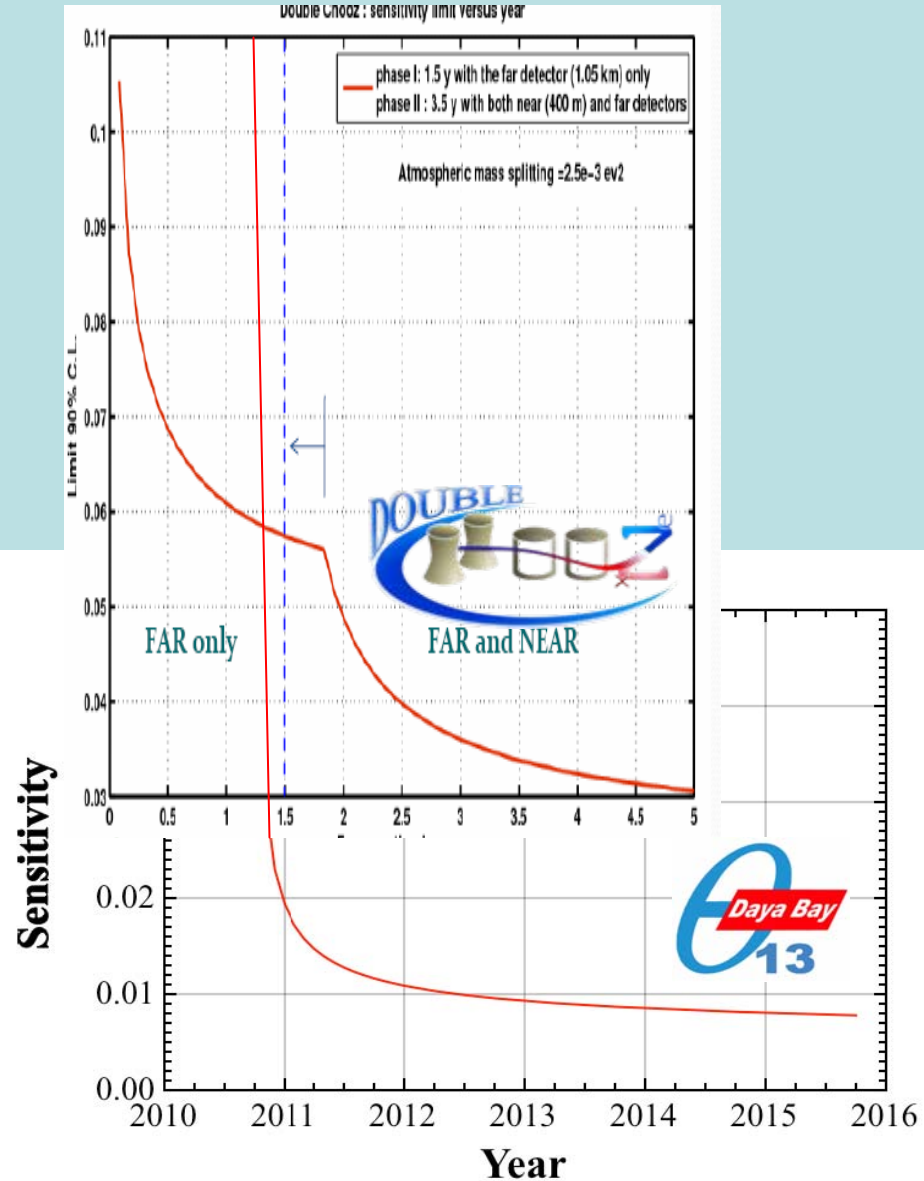 Double Chooz : sensitivity limit versus year
0.11
phase I: 1.5 y with the far detector (1.05 km) only
phase II : 3.5 y with both near (400 m) and far detectors
0.1
Atmospheric mass splitting =2.5e-3 ev2
0.09
0.08
Limit 90% C.L.
0.07
0.06
DOUBLE
0.05
FAR only
FAR and NEAR
0.04
0.03
0 0.5 1 1.5 2 2.5 3 3.5 4 4.5 5
Sensitivity
0.02
Daya Bay
θ
13
0.01
0.00
2010 2011 2012 2013 2014 2015 2016
Year